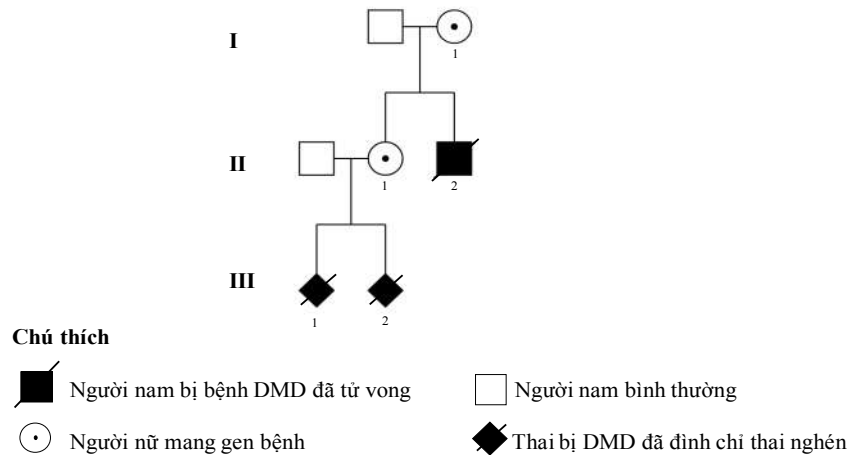 I
1
II
1
2
III
1
2
Chú thích
Người nam bị bệnh DMD đã tử vong
Người nam bình thường
Người nữ mang gen bệnh
Thai bị DMD đã đình chỉ thai nghén